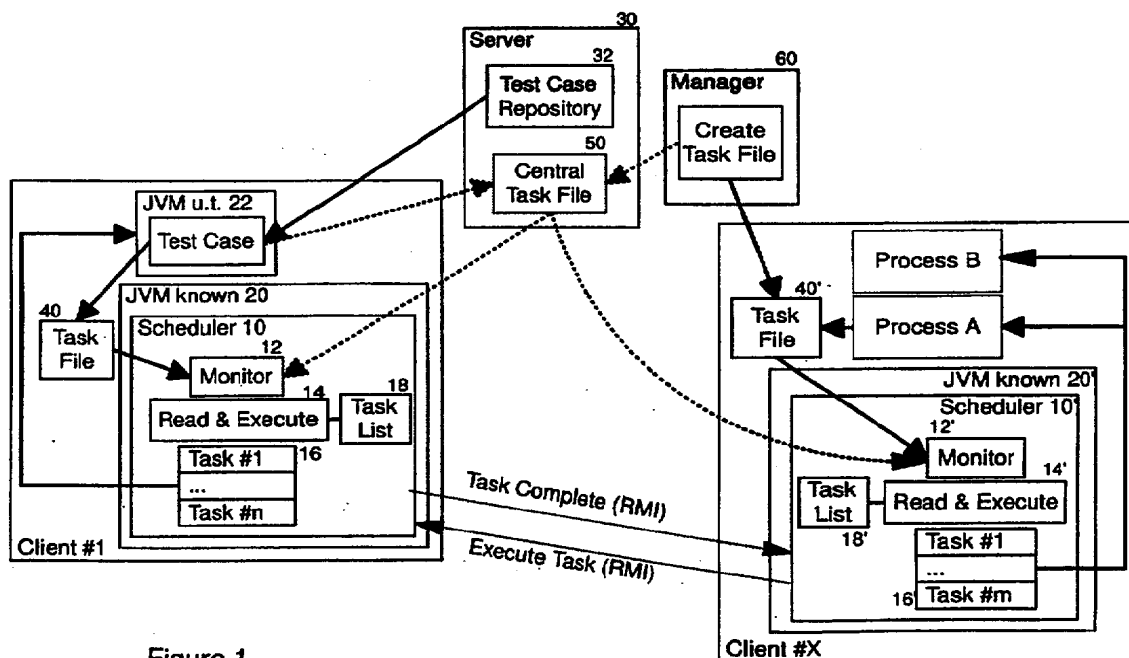 30
Server
32
Test Case
Repository
50
Central
Task File
60
Manager
Create
Task File
JVM u.t. 22
Test Case
40
Task
File
JVM known 20
Scheduler 10
12
Monitor
14
Read & Execute
18
Task
List
16
Task #1
...
Task #n
Client #1
Task Complete (RMI)
Execute Task (RMI)
Process B
Process A
40'
Task
File
JVM known 20'
Scheduler 10'
12'
Monitor
14'
Read & Execute
Task
List
18'
Task #1
...
Task #m
16'
Client #X
Figure 1